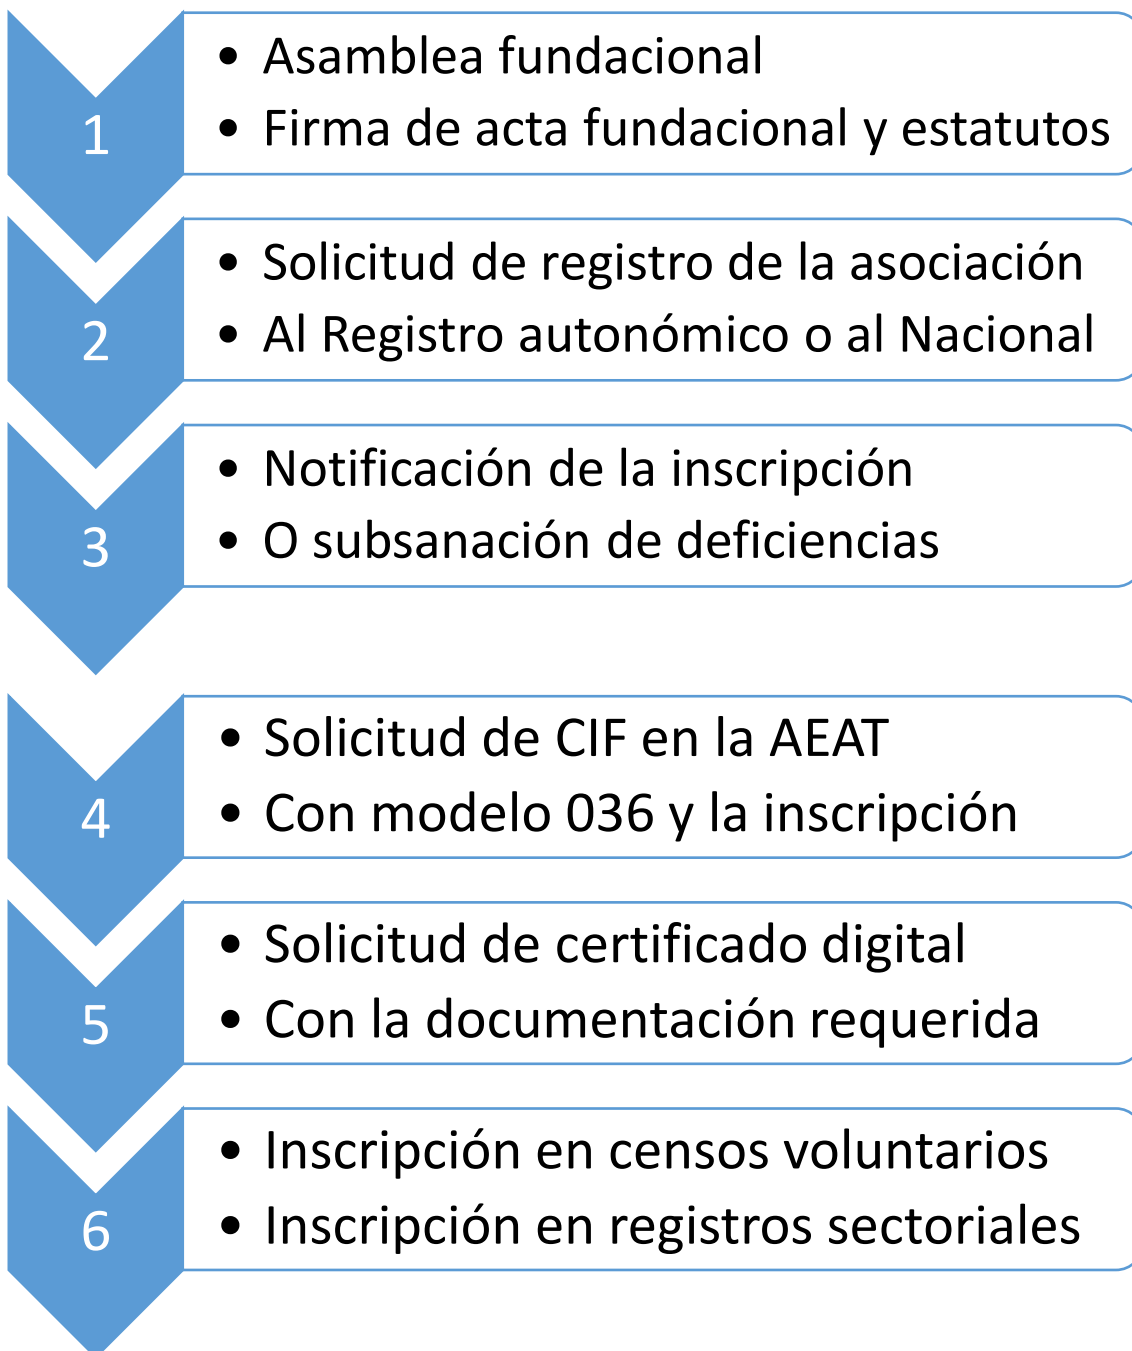 1
• Asamblea fundacional
• Firma de acta fundacional y estatutos
2
• Solicitud de registro de la asociación
• Al Registro autonómico o al Nacional
3
• Notificación de la inscripción
• O subsanación de deficiencias
4
• Solicitud de CIF en la AEAT
• Con modelo 036 y la inscripción
5
• Solicitud de certificado digital
• Con la documentación requerida
6
• Inscripción en censos voluntarios
• Inscripción en registros sectoriales